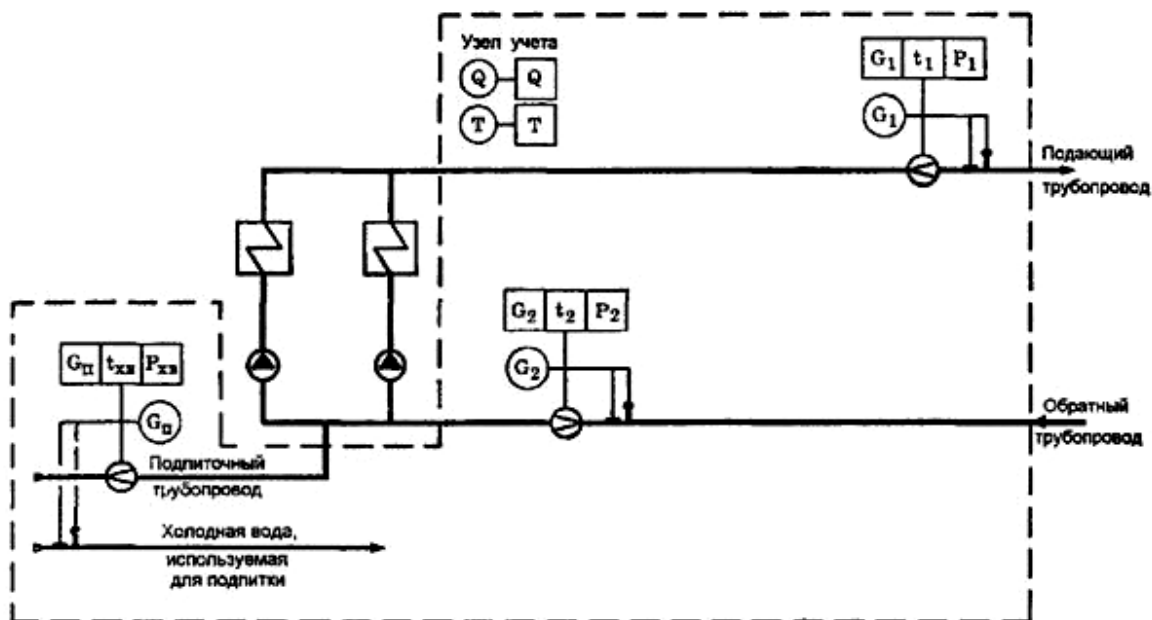 Узел учета
Q Q
T T
G₁ t₁ P₁
G₁
Подающий
трубопровод
G₂ t₂ P₂
G₂
Обратный
трубопровод
Gп tхв Pхв
Gп
Подпиточный
трубопровод
Холодная вода,
используемая
для подпитки